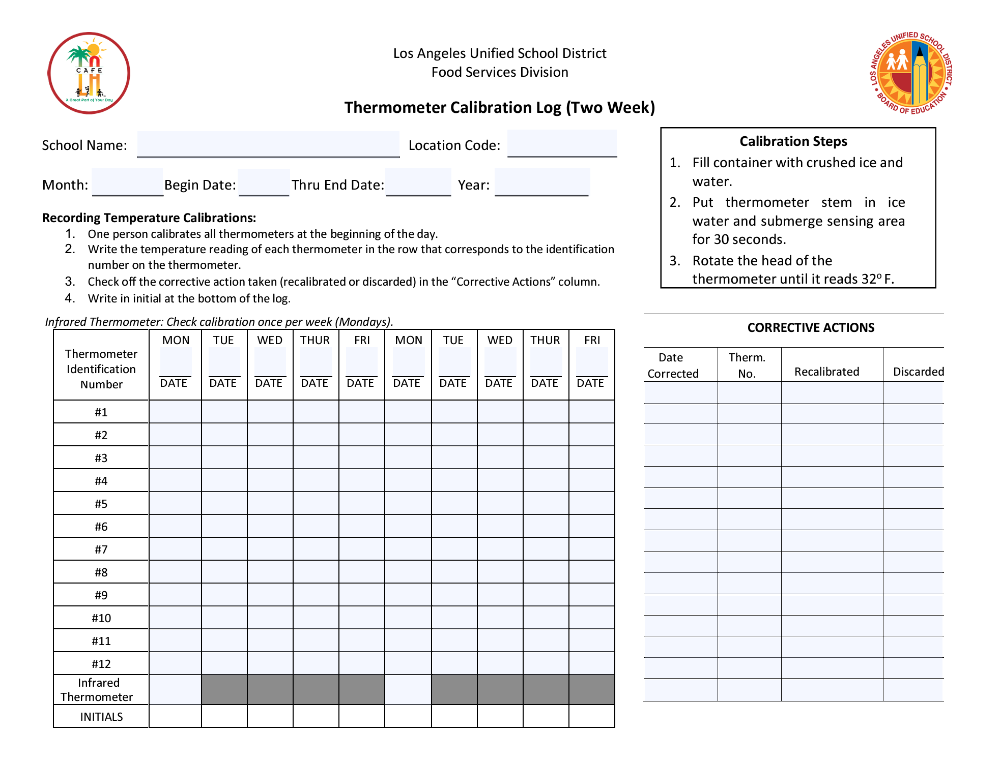 CAFE
LA
A Great Part of Your Day
Los Angeles Unified School District
Food Services Division
Thermometer Calibration Log (Two Week)
LOS ANGELES UNIFIED SCHOOL DISTRICT
• BOARD OF EDUCATION •
School Name:
Location Code:
Month:
Begin Date:
Thru End Date:
Year:
Calibration Steps
1. Fill container with crushed ice and
water.
2. Put thermometer stem in ice
water and submerge sensing area
for 30 seconds.
3. Rotate the head of the
thermometer until it reads 32º F.
Recording Temperature Calibrations:
1. One person calibrates all thermometers at the beginning of the day.
2. Write the temperature reading of each thermometer in the row that corresponds to the identification
number on the thermometer.
3. Check off the corrective action taken (recalibrated or discarded) in the “Corrective Actions” column.
4. Write in initial at the bottom of the log.
Infrared Thermometer: Check calibration once per week (Mondays).
Thermometer
Identification
Number
MON TUE WED THUR FRI MON TUE WED THUR FRI
DATE DATE DATE DATE DATE DATE DATE DATE DATE DATE
#1
#2
#3
#4
#5
#6
#7
#8
#9
#10
#11
#12
Infrared
Thermometer
INITIALS
CORRECTIVE ACTIONS
Date
Corrected
Therm.
No.
Recalibrated
Discarded